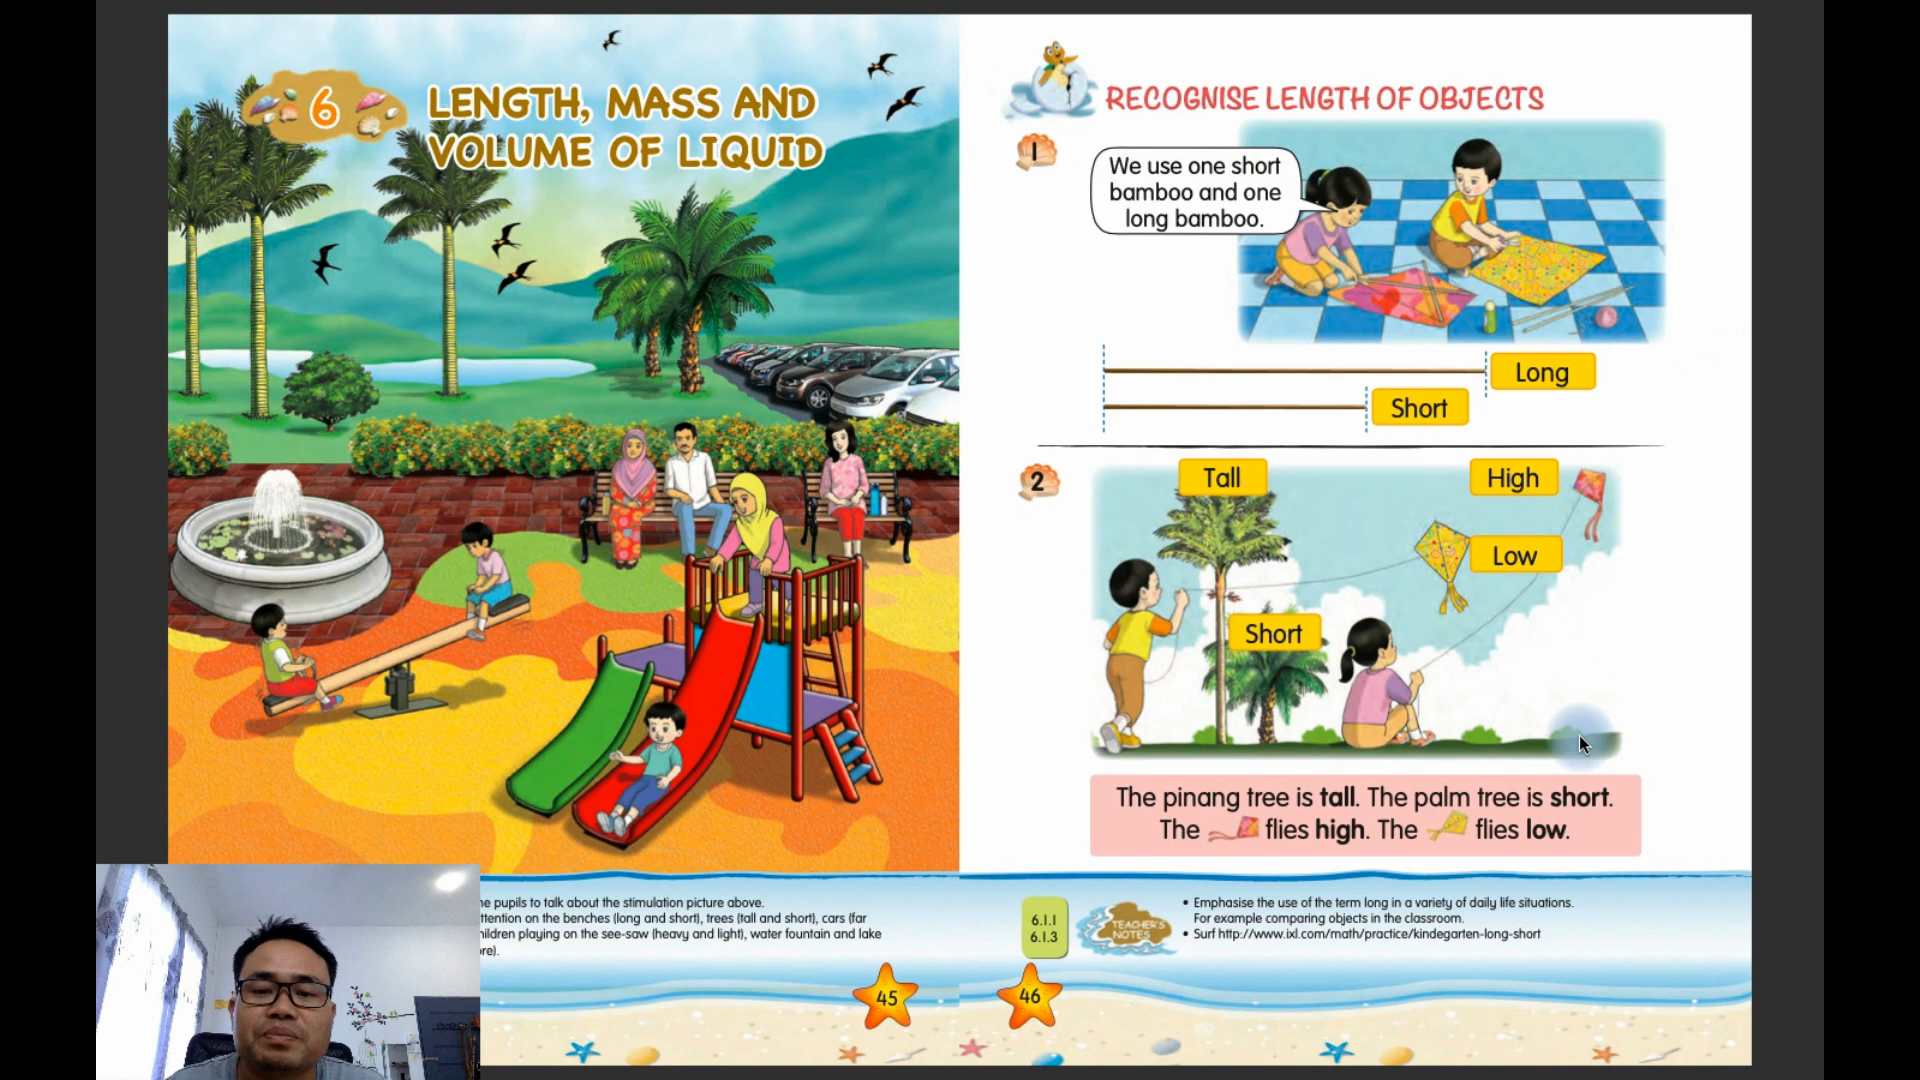 6
LENGTH, MASS AND
VOLUME OF LIQUID
RECOGNISE LENGTH OF OBJECTS
1
We use one short
bamboo and one
long bamboo.
Long
Short
2
Tall
High
Low
Short
The pinang tree is tall. The palm tree is short.
The flies high. The flies low.
pupils to talk about the stimulation picture above.
on the benches (long and short), trees (tall and short), cars (far
playing on the see-saw (heavy and light), water fountain and lake
45
46
6.1.1
6.1.3
TEACHER'S
NOTES
• Emphasise the use of the term long in a variety of daily life situations.
For example comparing objects in the classroom.
• Surf http://www.ixl.com/math/practice/kindegarten-long-short